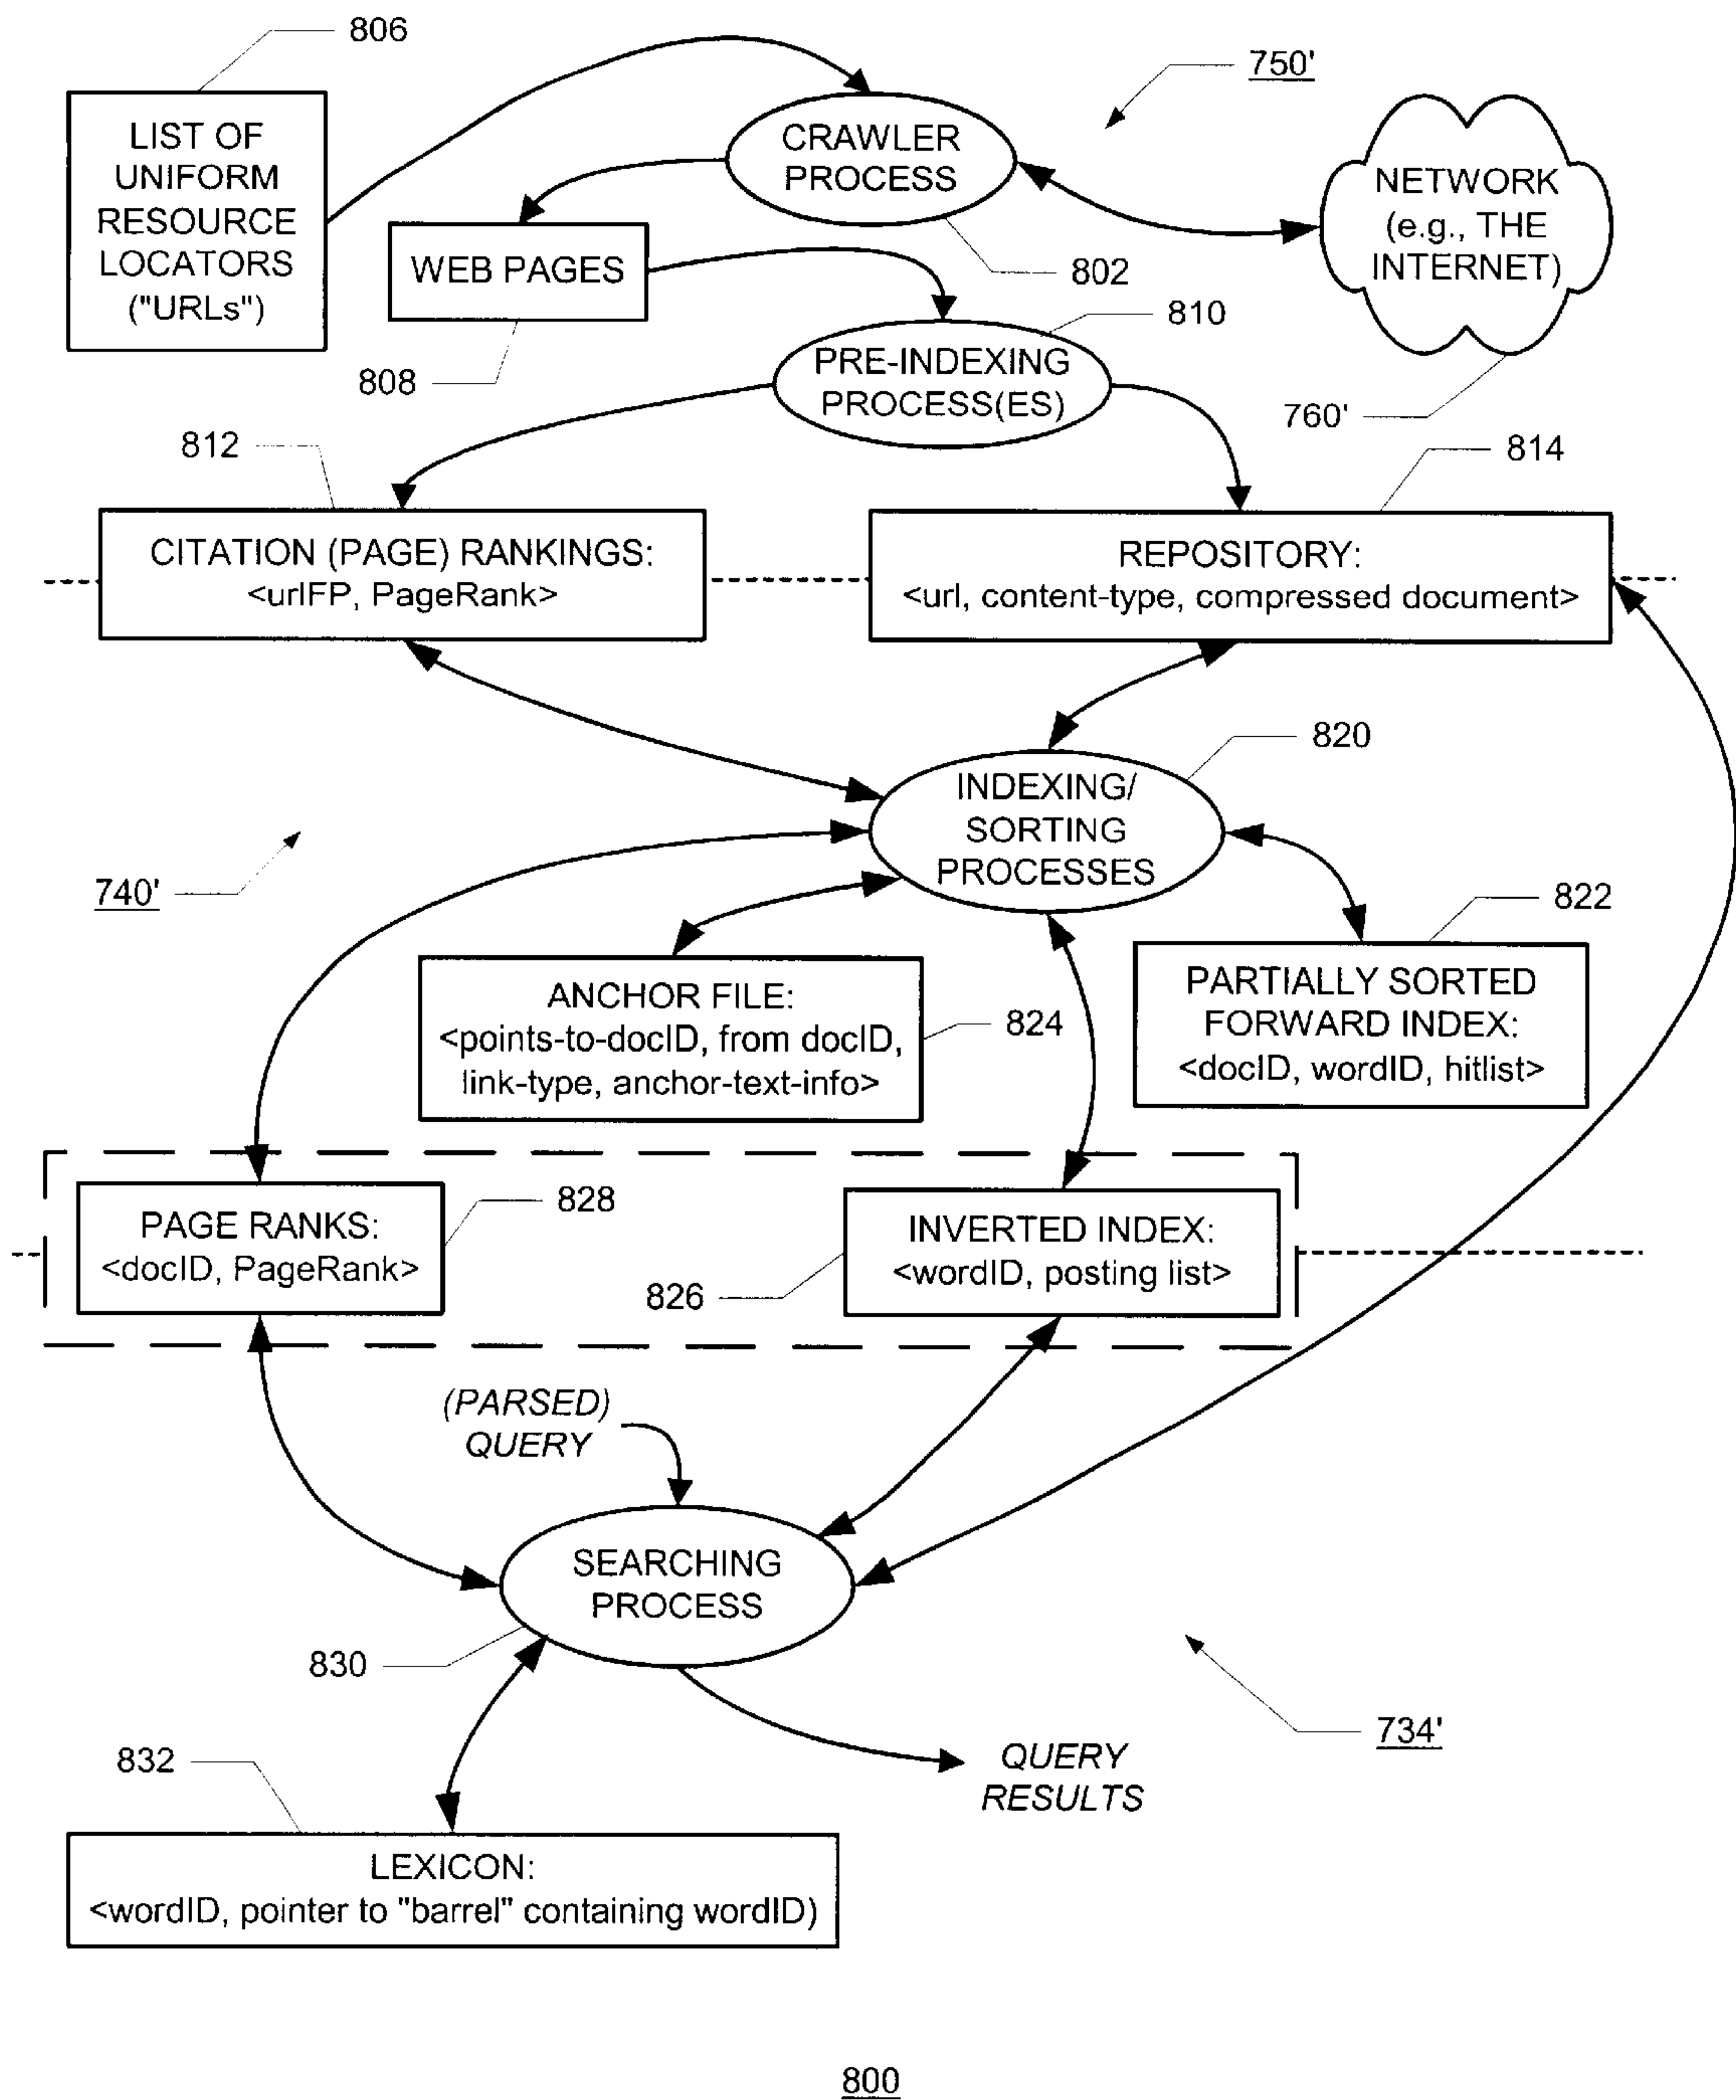 806
750'
LIST OF
UNIFORM
RESOURCE
LOCATORS
("URLs")
CRAWLER
PROCESS
NETWORK
(e.g., THE
INTERNET)
WEB PAGES
802
810
808
PRE-INDEXING
PROCESS(ES)
760'
812
814
CITATION (PAGE) RANKINGS:
<urlFP, PageRank>
REPOSITORY:
<url, content-type, compressed document>
820
INDEXING/
SORTING
PROCESSES
740'
822
ANCHOR FILE:
<points-to-docID, from docID,
link-type, anchor-text-info>
824
PARTIALLY SORTED
FORWARD INDEX:
<docID, wordID, hitlist>
828
PAGE RANKS:
<docID, PageRank>
INVERTED INDEX:
<wordID, posting list>
826
(PARSED)
QUERY
SEARCHING
PROCESS
830
734'
832
QUERY
RESULTS
LEXICON:
<wordID, pointer to "barrel" containing wordID)
800